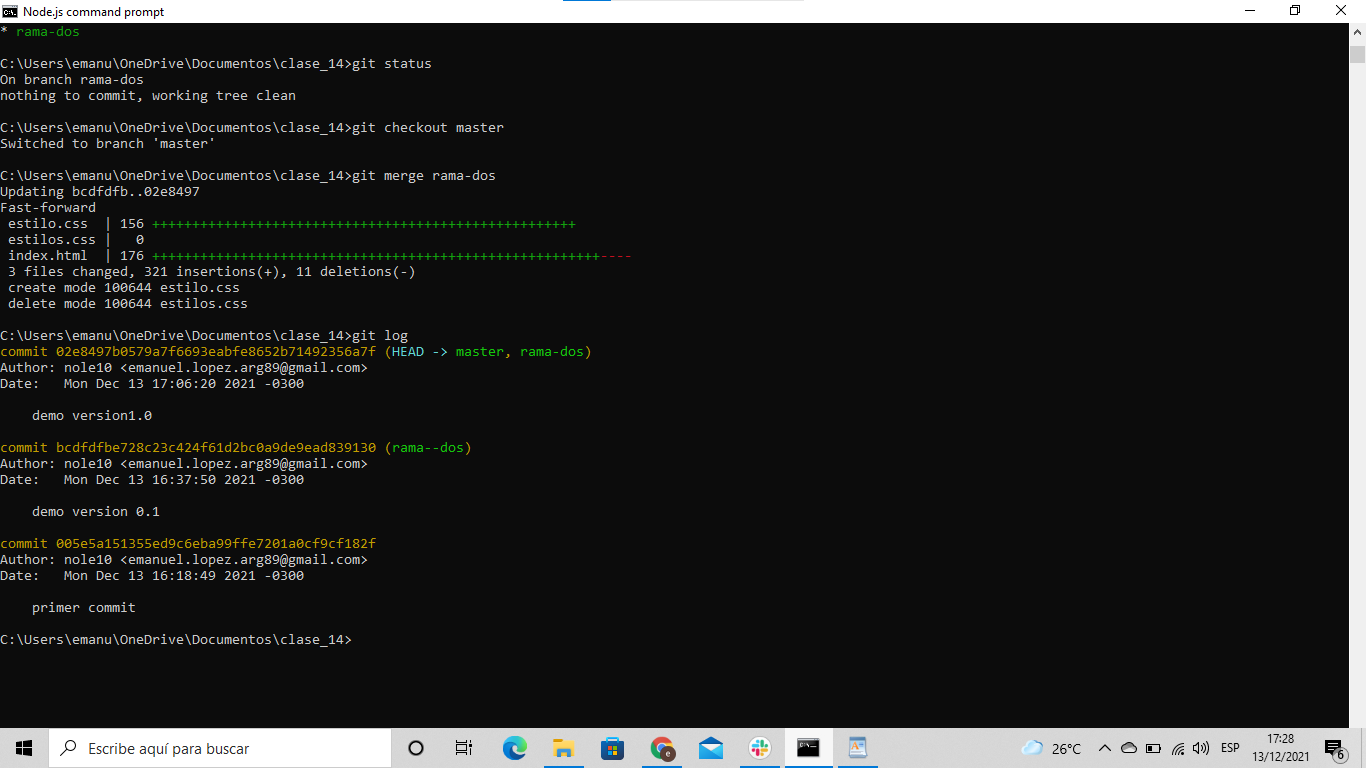 Node.js command prompt
* rama-dos
C:\Users\emanu\OneDrive\Documentos\clase_14>git status
On branch rama-dos
nothing to commit, working tree clean
C:\Users\emanu\OneDrive\Documentos\clase_14>git checkout master
Switched to branch 'master'
C:\Users\emanu\OneDrive\Documentos\clase_14>git merge rama-dos
Updating bcdfdfb..02e8497
Fast-forward
 estilo.css  | 156 +++++++++++++++++++++++++++++++++++++++++++++++++++++
 estilos.css |   0
 index.html  | 176 ++++++++++++++++++++++++++++++++++++++++++++++++++++++++----
 3 files changed, 321 insertions(+), 11 deletions(-)
 create mode 100644 estilo.css
 delete mode 100644 estilos.css
C:\Users\emanu\OneDrive\Documentos\clase_14>git log
commit 02e8497b0579a7f6693eabfe8652b71492356a7f (HEAD -> master, rama-dos)
Author: nole10 <emanuel.lopez.arg89@gmail.com>
Date:   Mon Dec 13 17:06:20 2021 -0300
    demo version1.0
commit bcdfdfbe728c23c424f61d2bc0a9de9ead839130 (rama--dos)
Author: nole10 <emanuel.lopez.arg89@gmail.com>
Date:   Mon Dec 13 16:37:50 2021 -0300
    demo version 0.1
commit 005e5a151355ed9c6eba99ffe7201a0cf9cf182f
Author: nole10 <emanuel.lopez.arg89@gmail.com>
Date:   Mon Dec 13 16:18:49 2021 -0300
    primer commit
C:\Users\emanu\OneDrive\Documentos\clase_14>
Escribe aquí para buscar
26°C
ESP
17:28
13/12/2021
6